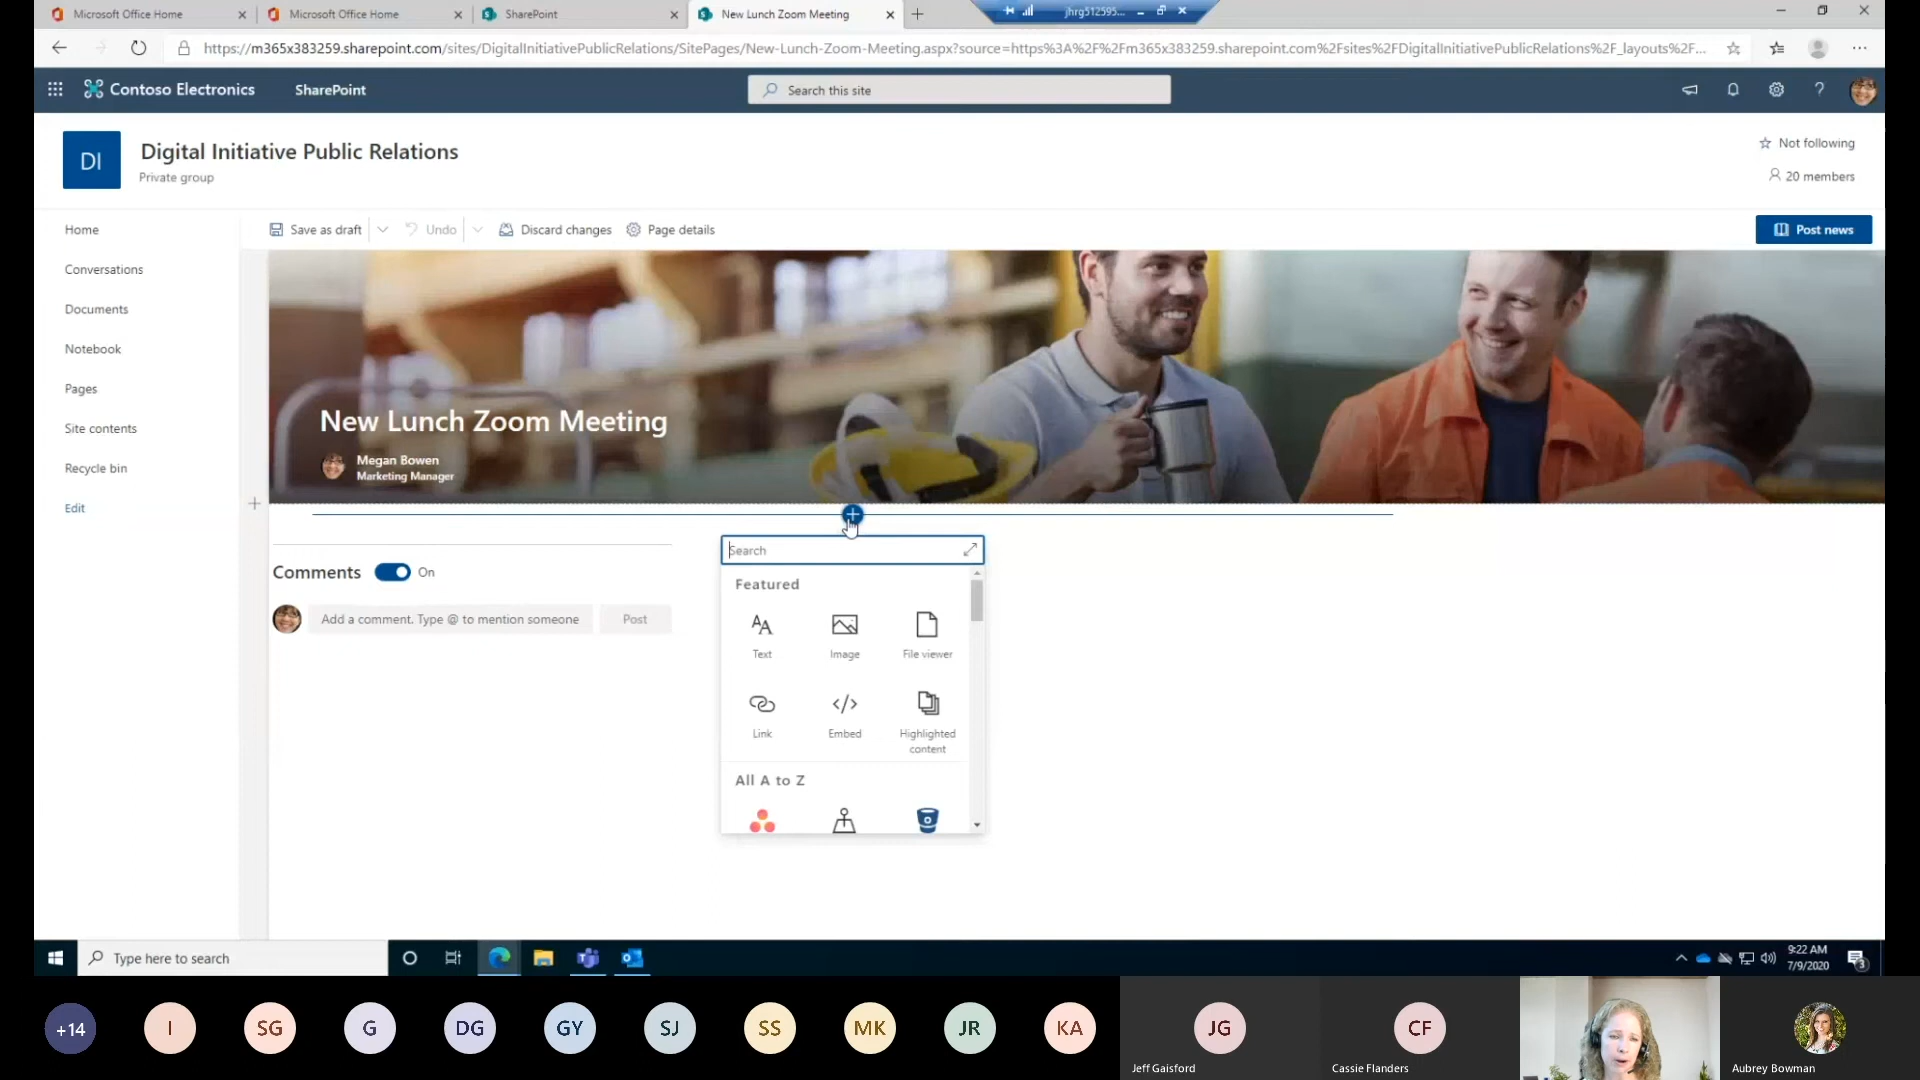 Microsoft Office Home
Microsoft Office Home
SharePoint
New Lunch Zoom Meeting
jhrg512595...
https://m365x383259.sharepoint.com/sites/DigitalInitiativePublicRelations/SitePages/New-Lunch-Zoom-Meeting.aspx?source=https%3A%2F%2Fm365x383259.sharepoint.com%2Fsites%2FDigitalInitiativePublicRelations%2F_layouts%2F...
Contoso Electronics
SharePoint
Search this site
DI
Digital Initiative Public Relations
Private group
Not following
20 members
Home
Conversations
Documents
Notebook
Pages
Site contents
Recycle bin
Edit
Save as draft
Undo
Discard changes
Page details
Post news
New Lunch Zoom Meeting
Megan Bowen
Marketing Manager
Comments
On
Add a comment. Type @ to mention someone
Post
Search
Featured
Text
Image
File viewer
Link
Embed
Highlighted
content
All A to Z
Type here to search
9:22 AM
7/9/2020
3
+14
I
SG
G
DG
GY
SJ
SS
MK
JR
KA
JG
Jeff Gaisford
CF
Cassie Flanders
Aubrey Bowman